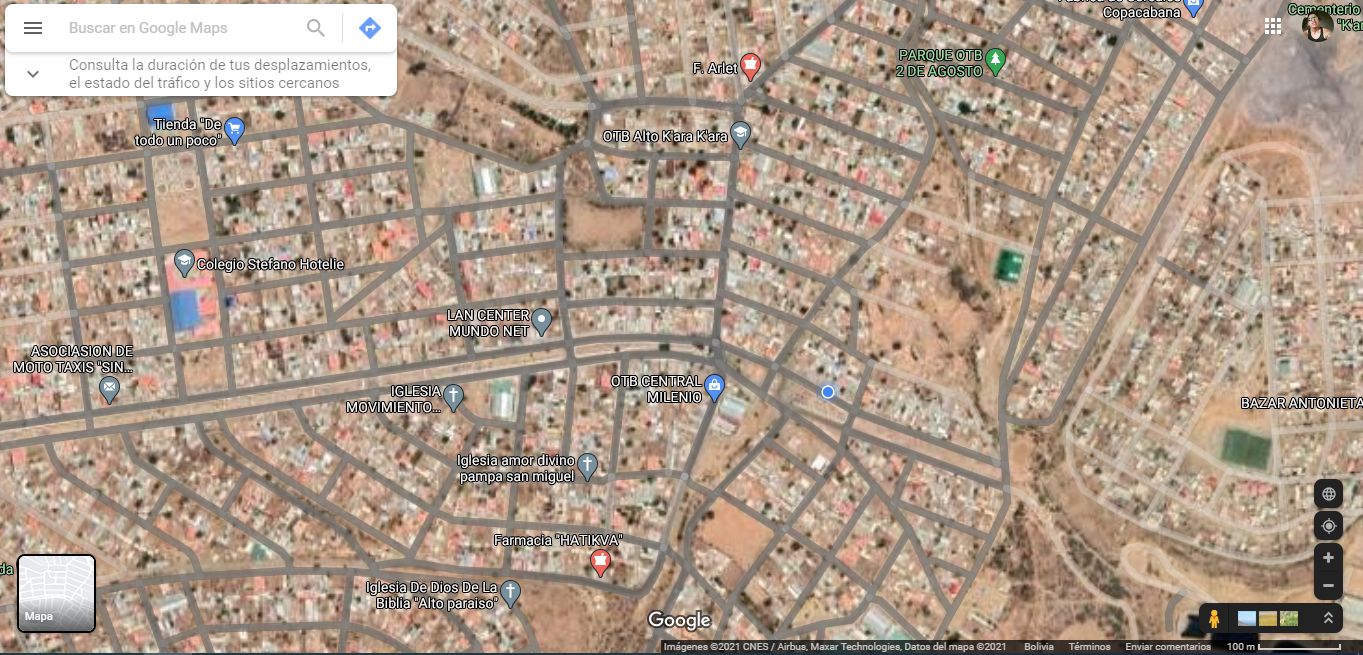 Buscar en Google Maps
Consulta la duración de tus desplazamientos,
el estado del tráfico y los sitios cercanos
Copacabana
Cementerio
"K'ar
F. Arlet
PARQUE OTB
2 DE AGOSTO
Tienda "De
todo un poco"
OTB Alto K'ara K'ara
Colegio Stefano Hotelie
LAN CENTER
MUNDO NET
ASOCIASION DE
MOTO TAXIS "SIN...
IGLESIA
MOVIMIENTO...
OTB CENTRAL
MILENIO
BAZAR ANTONIETA
Iglesia amor divino
pampa san miguel
Farmacia "HATIKVA"
Iglesia De Dios De La
Biblia "Alto paraiso"
da
Mapa
Google
Imágenes ©2021 CNES / Airbus, Maxar Technologies, Datos del mapa ©2021 Bolivia Términos Enviar comentarios 100 m